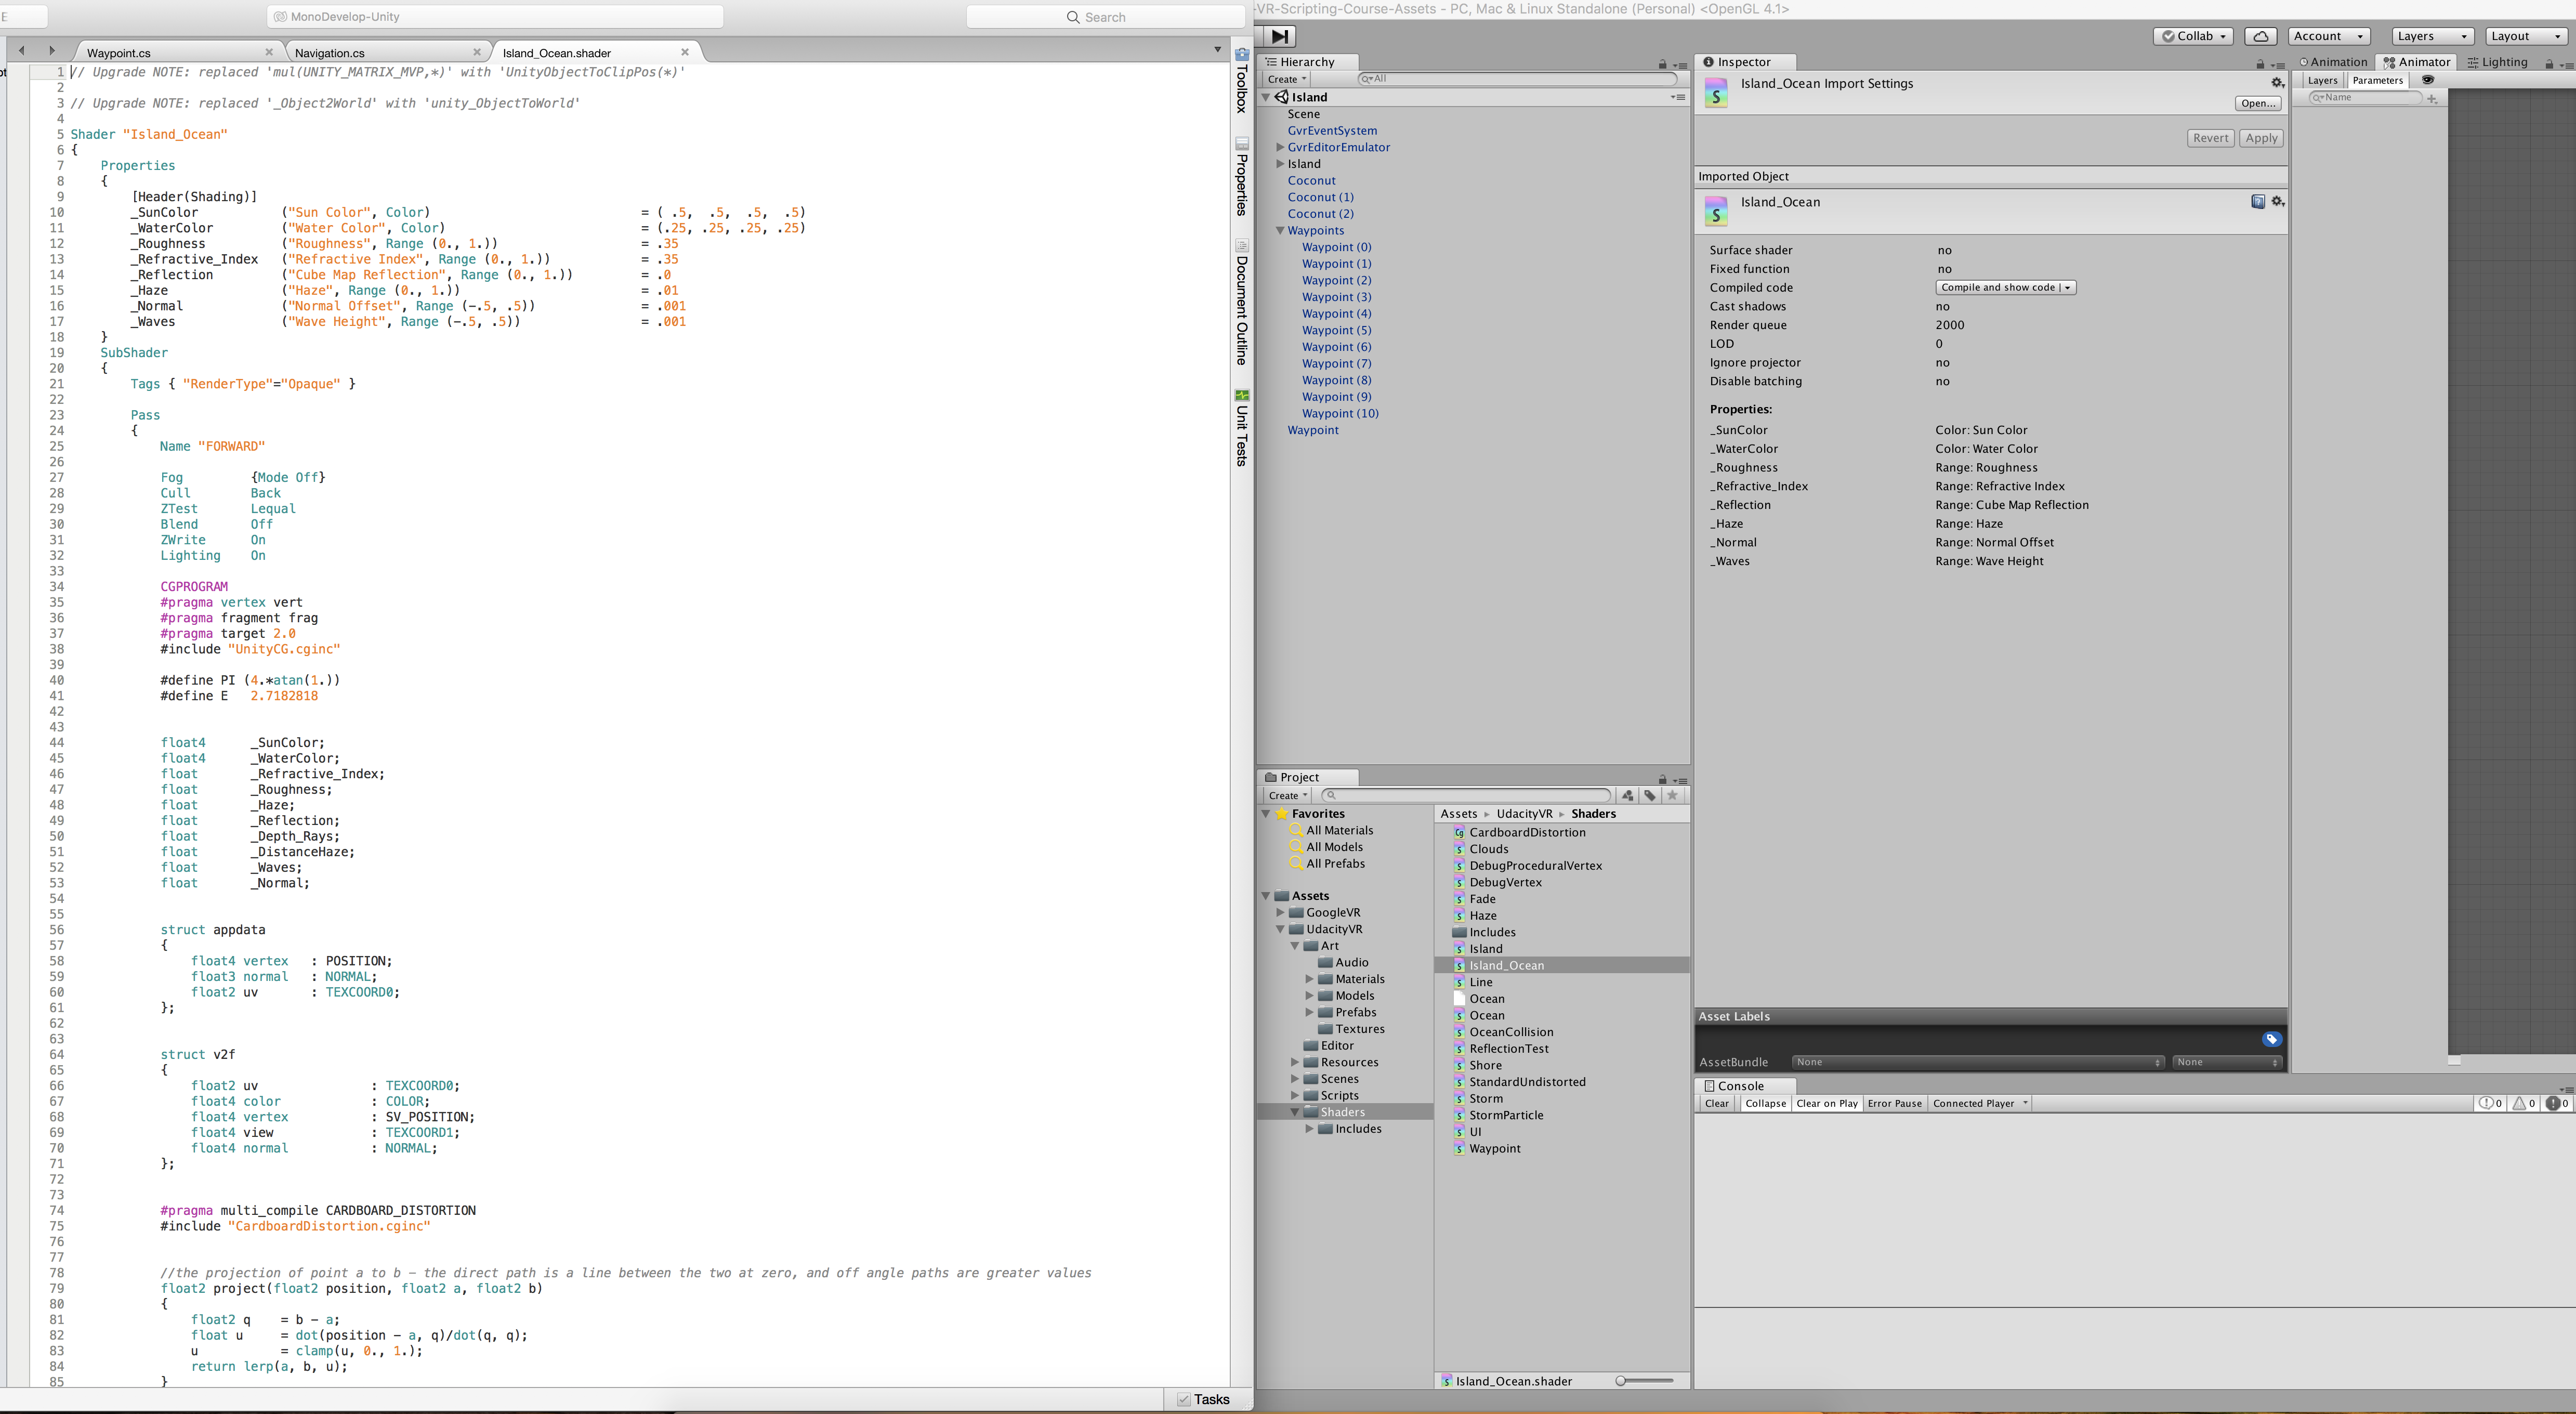 E
MonoDevelop-Unity
Search
Waypoint.cs
Navigation.cs
Island_Ocean.shader
1 // Upgrade NOTE: replaced 'mul(UNITY_MATRIX_MVP,*)' with 'UnityObjectToClipPos(*)'
2
3 // Upgrade NOTE: replaced '_Object2World' with 'unity_ObjectToWorld'
4
5 Shader "Island_Ocean"
6 {
7 Properties
8 {
9 [Header(Shading)]
10 _SunColor ("Sun Color", Color) = ( .5, .5, .5, .5)
11 _WaterColor ("Water Color", Color) = (.25, .25, .25, .25)
12 _Roughness ("Roughness", Range (0., 1.)) = .35
13 _Refractive_Index ("Refractive Index", Range (0., 1.)) = .35
14 _Reflection ("Cube Map Reflection", Range (0., 1.)) = .0
15 _Haze ("Haze", Range (0., 1.)) = .01
16 _Normal ("Normal Offset", Range (-.5, .5)) = .001
17 _Waves ("Wave Height", Range (-.5, .5)) = .001
18 }
19 SubShader
20 {
21 Tags { "RenderType"="Opaque" }
22
23 Pass
24 {
25 Name "FORWARD"
26
27 Fog {Mode Off}
28 Cull Back
29 ZTest Lequal
30 Blend Off
31 ZWrite On
32 Lighting On
33
34 CGPROGRAM
35 #pragma vertex vert
36 #pragma fragment frag
37 #pragma target 2.0
38 #include "UnityCG.cginc"
39
40 #define PI (4.*atan(1.))
41 #define E 2.7182818
42
43
44 float4 _SunColor;
45 float4 _WaterColor;
46 float _Refractive_Index;
47 float _Roughness;
48 float _Haze;
49 float _Reflection;
50 float _Depth_Rays;
51 float _DistanceHaze;
52 float _Waves;
53 float _Normal;
54
55
56 struct appdata
57 {
58 float4 vertex : POSITION;
59 float3 normal : NORMAL;
60 float2 uv : TEXCOORD0;
61 };
62
63
64 struct v2f
65 {
66 float2 uv : TEXCOORD0;
67 float4 color : COLOR;
68 float4 vertex : SV_POSITION;
69 float4 view : TEXCOORD1;
70 float4 normal : NORMAL;
71 };
72
73
74 #pragma multi_compile CARDBOARD_DISTORTION
75 #include "CardboardDistortion.cginc"
76
77
78 //the projection of point a to b - the direct path is a line between the two at zero, and off angle paths are greater values
79 float2 project(float2 position, float2 a, float2 b)
80 {
81 float2 q = b - a;
82 float u = dot(position - a, q)/dot(q, q);
83 u = clamp(u, 0., 1.);
84 return lerp(a, b, u);
85 }
Tasks
Toolbox
Properties
Document Outline
Unit Tests
-VR-Scripting-Course-Assets - PC, Mac & Linux Standalone (Personal) <OpenGL 4.1>
Collab
Account
Layers
Layout
Hierarchy
Create
All
Island
Scene
GvrEventSystem
GvrEditorEmulator
Island
Coconut
Coconut (1)
Coconut (2)
Waypoints
Waypoint (0)
Waypoint (1)
Waypoint (2)
Waypoint (3)
Waypoint (4)
Waypoint (5)
Waypoint (6)
Waypoint (7)
Waypoint (8)
Waypoint (9)
Waypoint (10)
Waypoint
Project
Create
Favorites
All Materials
All Models
All Prefabs
Assets
GoogleVR
UdacityVR
Art
Audio
Materials
Models
Prefabs
Textures
Editor
Resources
Scenes
Scripts
Shaders
Includes
Assets UdacityVR Shaders
CardboardDistortion
Clouds
DebugProceduralVertex
DebugVertex
Fade
Haze
Includes
Island
Island_Ocean
Line
Ocean
Ocean
OceanCollision
ReflectionTest
Shore
StandardUndistorted
Storm
StormParticle
UI
Waypoint
Island_Ocean.shader
Inspector
Island_Ocean Import Settings
Open...
Revert Apply
Imported Object
Island_Ocean
Surface shader no
Fixed function no
Compiled code Compile and show code |
Cast shadows no
Render queue 2000
LOD 0
Ignore projector no
Disable batching no
Properties:
_SunColor Color: Sun Color
_WaterColor Color: Water Color
_Roughness Range: Roughness
_Refractive_Index Range: Refractive Index
_Reflection Range: Cube Map Reflection
_Haze Range: Haze
_Normal Range: Normal Offset
_Waves Range: Wave Height
Asset Labels
AssetBundle None None
Animation
Animator
Lighting
Layers
Parameters
Name
Console
Clear Collapse Clear on Play Error Pause Connected Player 0 0 0